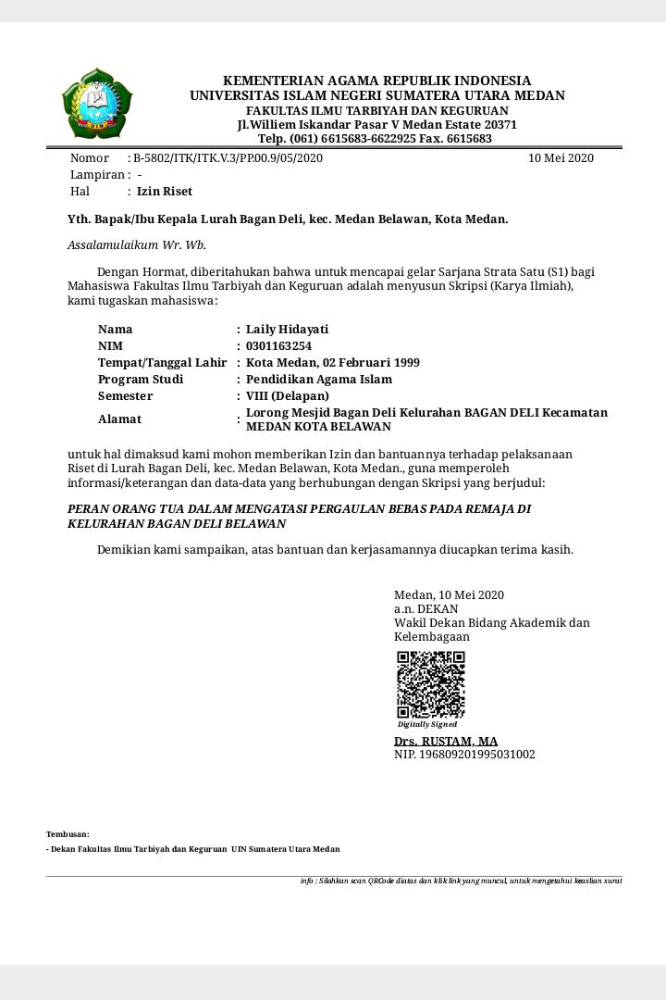 KEMENTERIAN AGAMA REPUBLIK INDONESIA
UNIVERSITAS ISLAM NEGERI SUMATERA UTARA MEDAN
FAKULTAS ILMU TARBIYAH DAN KEGURUAN
Jl.Williem Iskandar Pasar V Medan Estate 20371
Telp. (061) 6615683-6622925 Fax. 6615683
UIN
Nomor : B-5802/ITK/ITK.V.3/PP.00.9/05/2020 10 Mei 2020
Lampiran : -
Hal : Izin Riset
Yth. Bapak/Ibu Kepala Lurah Bagan Deli, kec. Medan Belawan, Kota Medan.
Assalamulaikum Wr. Wb.
Dengan Hormat, diberitahukan bahwa untuk mencapai gelar Sarjana Strata Satu (S1) bagi
Mahasiswa Fakultas Ilmu Tarbiyah dan Keguruan adalah menyusun Skripsi (Karya Ilmiah),
kami tugaskan mahasiswa:
Nama : Laily Hidayati
NIM : 0301163254
Tempat/Tanggal Lahir : Kota Medan, 02 Februari 1999
Program Studi : Pendidikan Agama Islam
Semester : VIII (Delapan)
Alamat : Lorong Mesjid Bagan Deli Kelurahan BAGAN DELI Kecamatan
MEDAN KOTA BELAWAN
untuk hal dimaksud kami mohon memberikan Izin dan bantuannya terhadap pelaksanaan
Riset di Lurah Bagan Deli, kec. Medan Belawan, Kota Medan., guna memperoleh
informasi/keterangan dan data-data yang berhubungan dengan Skripsi yang berjudul:
PERAN ORANG TUA DALAM MENGATASI PERGAULAN BEBAS PADA REMAJA DI
KELURAHAN BAGAN DELI BELAWAN
Demikian kami sampaikan, atas bantuan dan kerjasamannya diucapkan terima kasih.
Medan, 10 Mei 2020
a.n. DEKAN
Wakil Dekan Bidang Akademik dan
Kelembagaan
Digitally Signed
Drs. RUSTAM, MA
NIP. 196809201995031002
Tembusan:
- Dekan Fakultas Ilmu Tarbiyah dan Keguruan UIN Sumatera Utara Medan
info : Silahkan scan QRCode diatas dan klik link yang muncul, untuk mengetahui keaslian surat